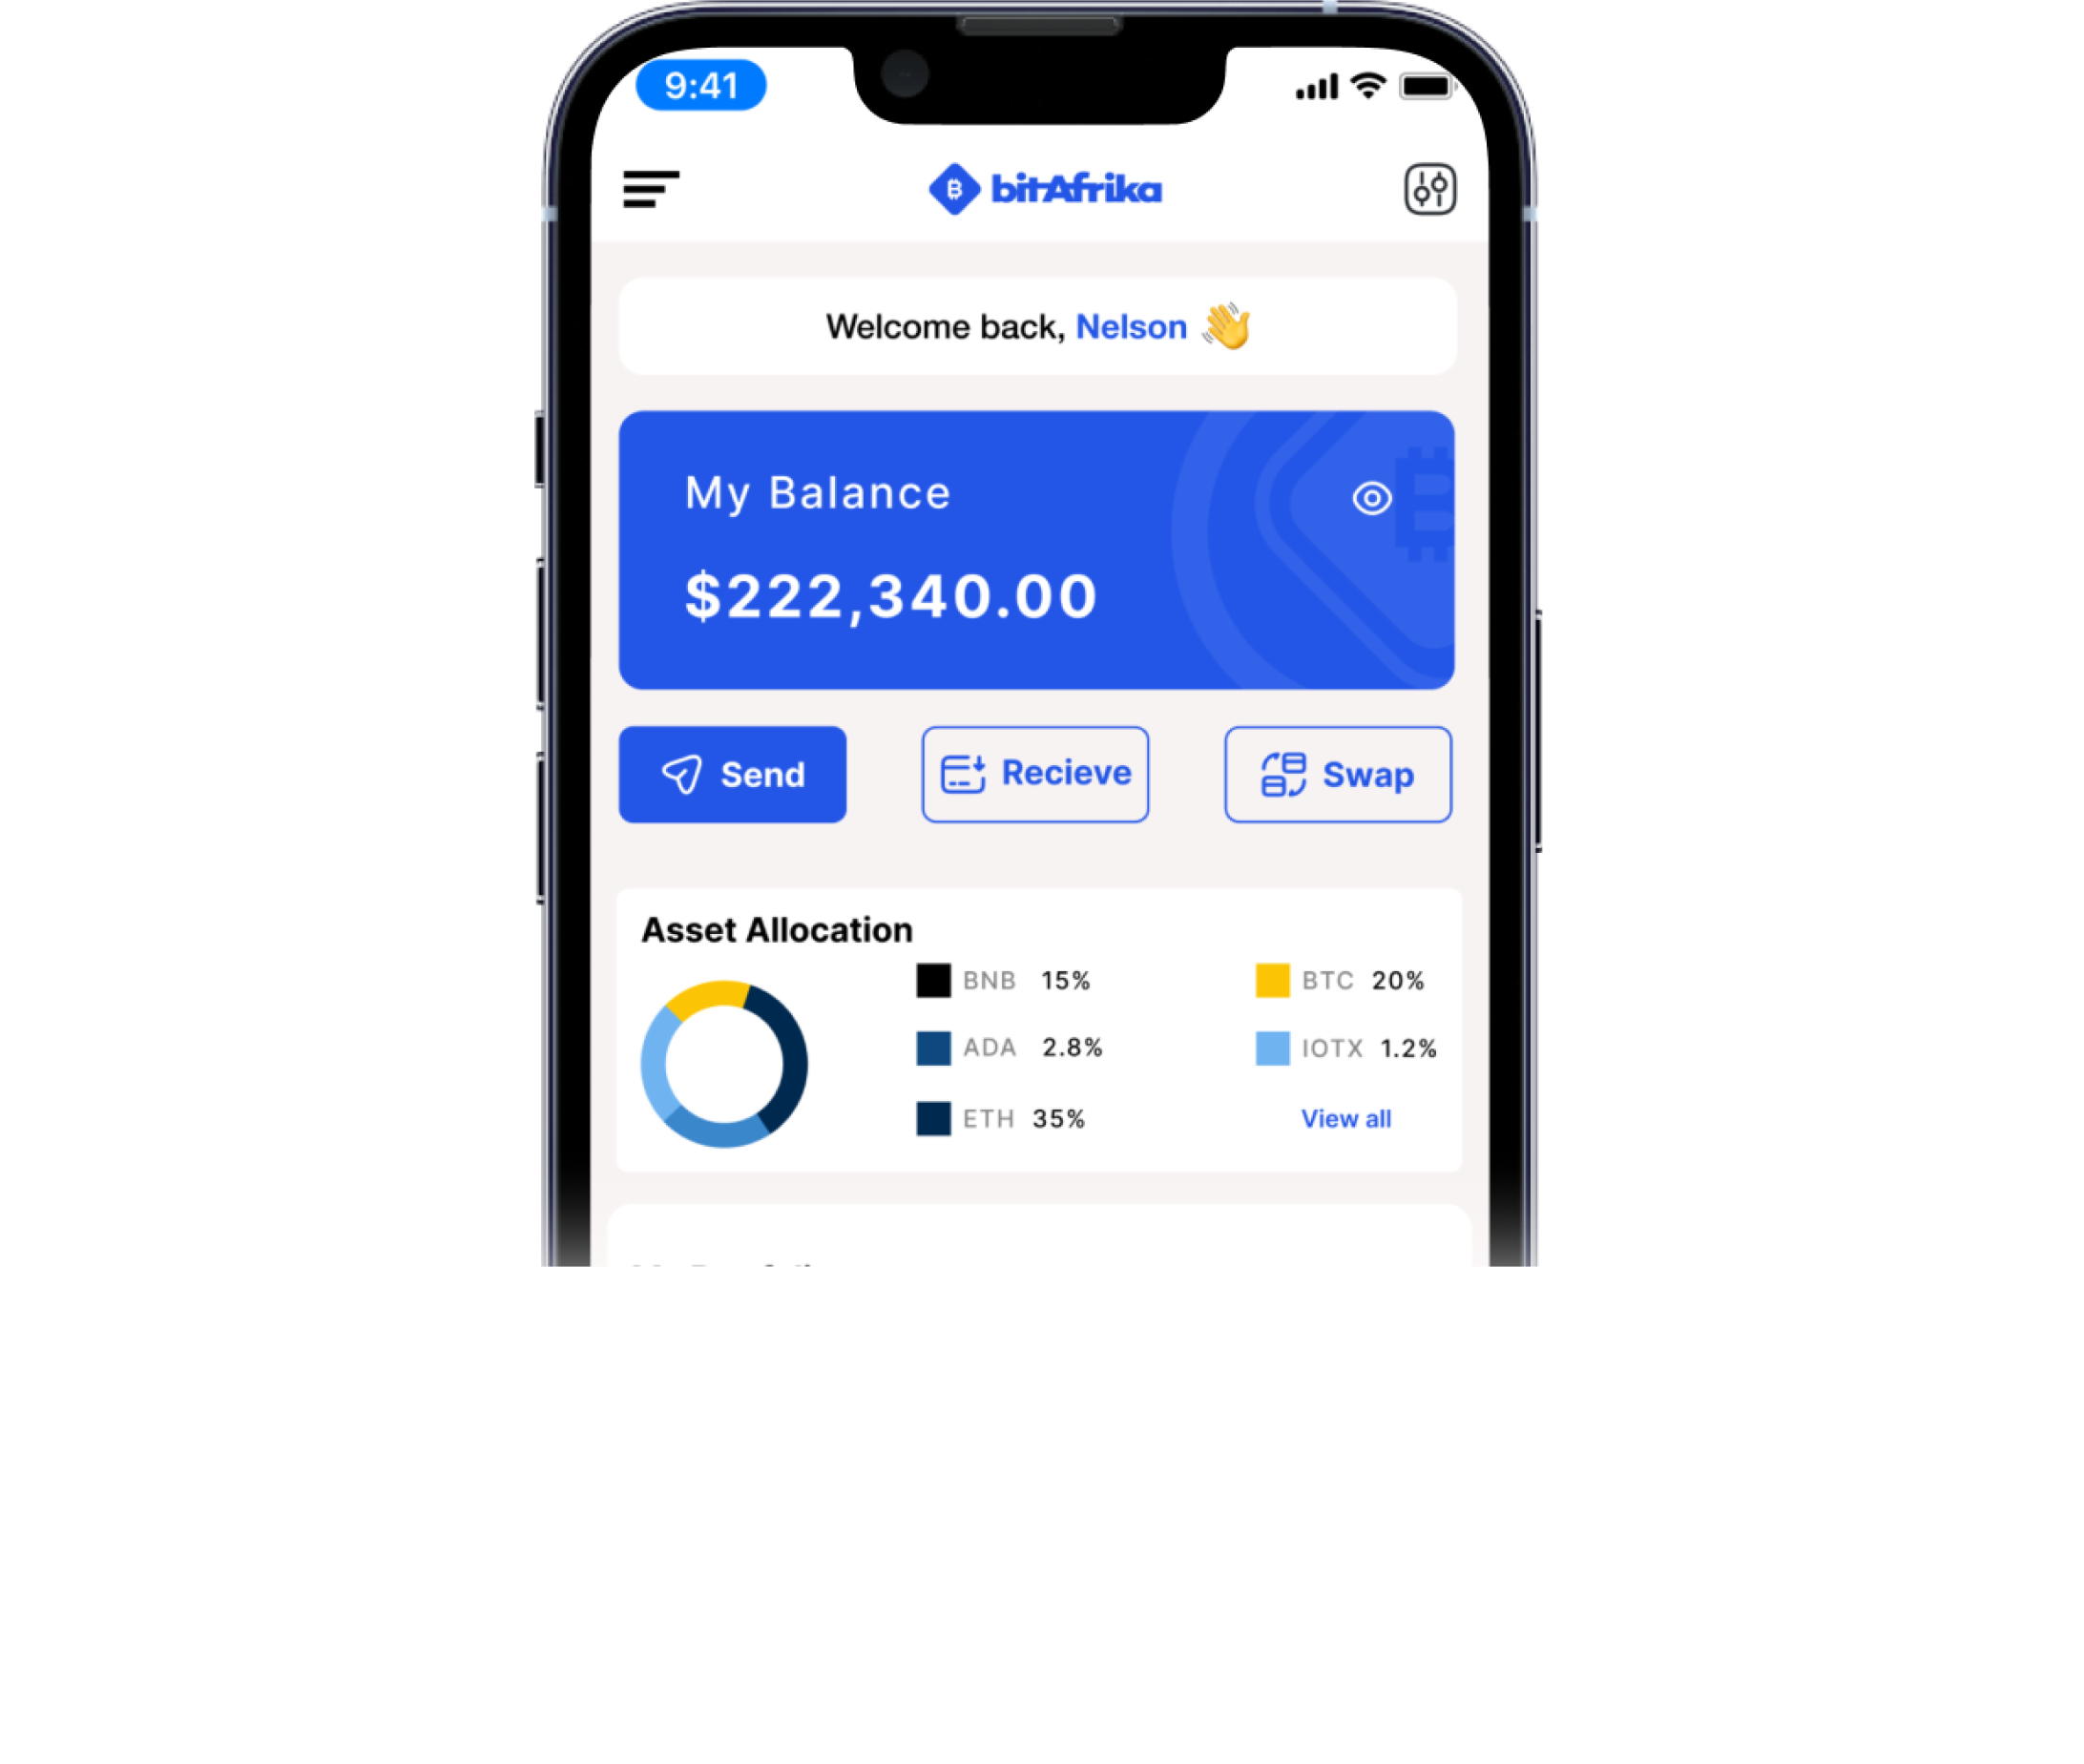 9:41
bitAfrika
Welcome back, Nelson 👋
My Balance
$222,340.00
Send
Recieve
Swap
Asset Allocation
BNB 15%
BTC 20%
ADA 2.8%
IOTX 1.2%
ETH 35%
View all